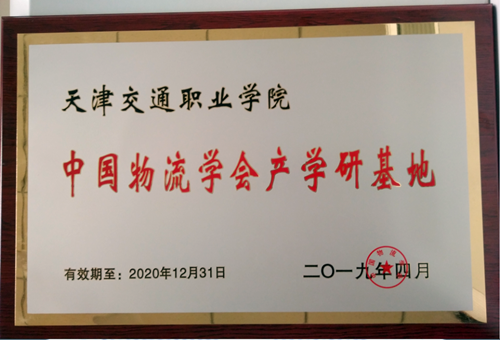 天津交通职业学院
中国物流学会产学研基地
有效期至：2020年12月31日
二〇一九年四月